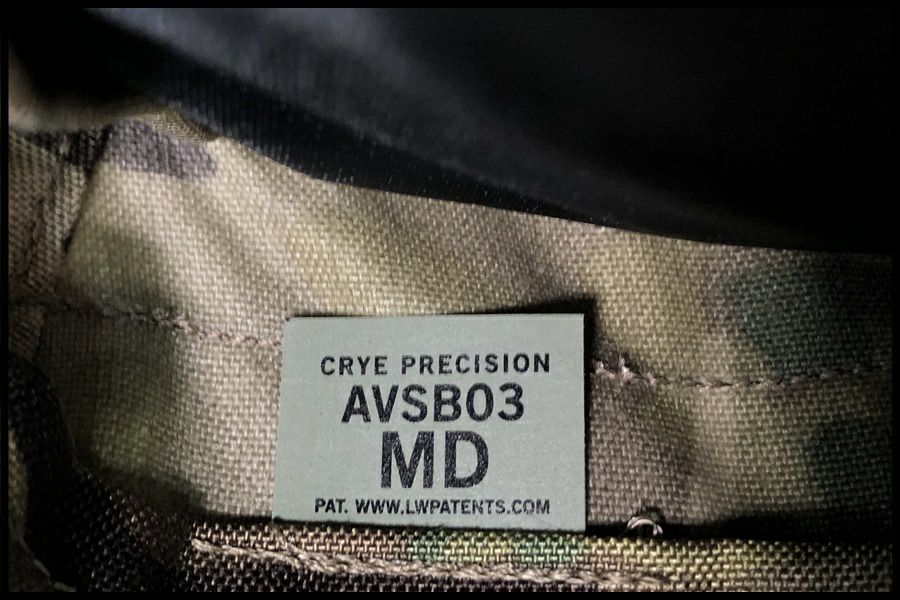 CRYE PRECISION
AVSB03
MD
PAT. WWW.LWPATENTS.COM